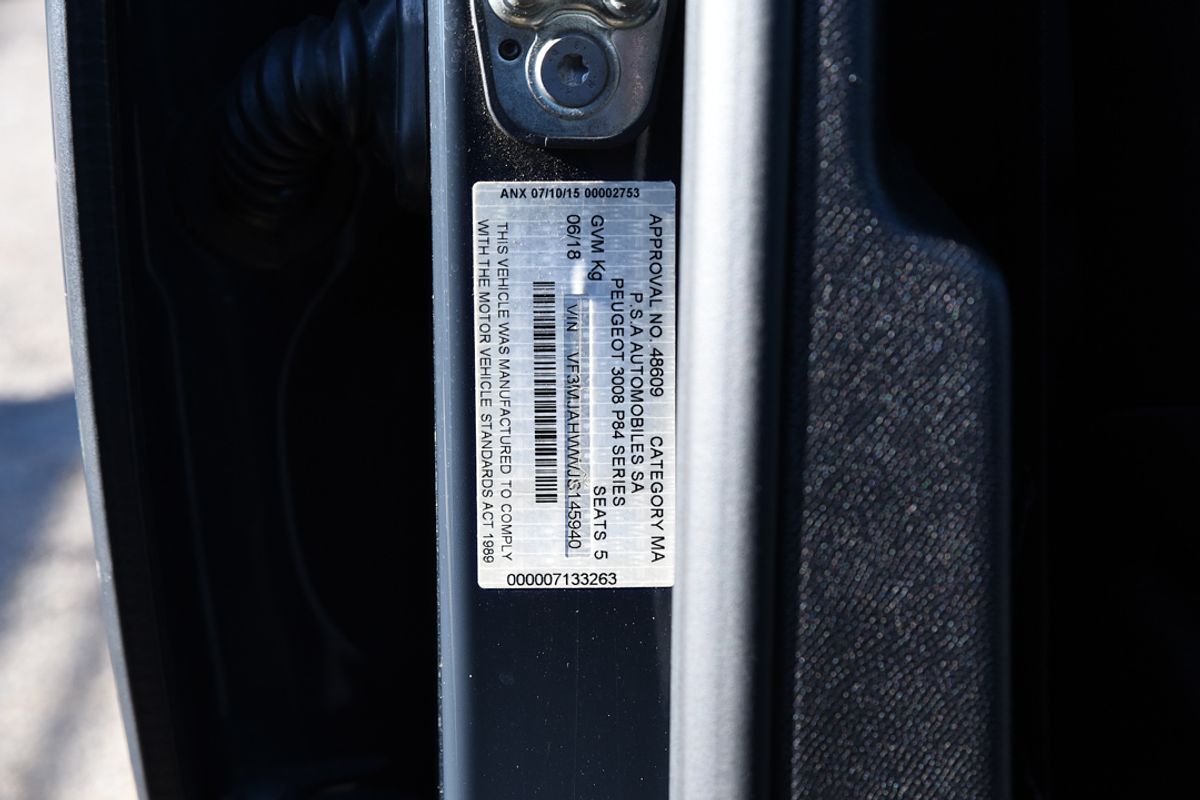 ANX 07/10/15 00002753
APPROVAL NO. 48609 CATEGORY MA
P.S.A AUTOMOBILES SA
PEUGEOT 3008 P84 SERIES
GVM Kg SEATS 5
06/18 VIN VF3MJAHWWJS145940
THIS VEHICLE WAS MANUFACTURED TO COMPLY
WITH THE MOTOR VEHICLE STANDARDS ACT 1989
000007133263